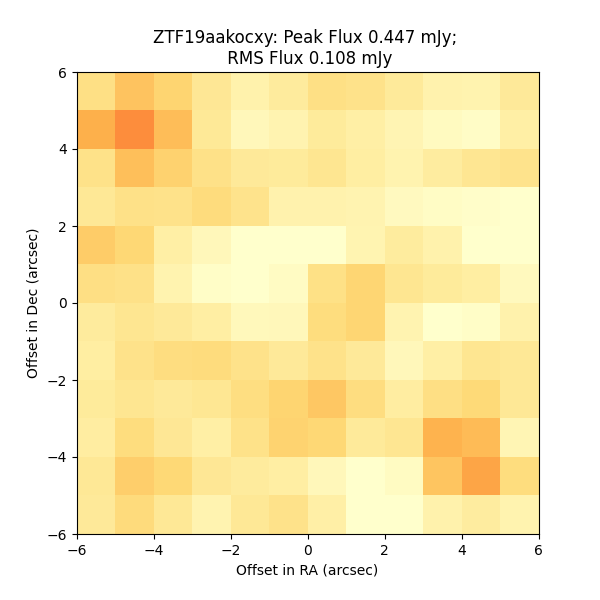 ZTF19aakocxy: Peak Flux 0.447 mJy;
RMS Flux 0.108 mJy
6
4
2
0
−2
−4
−6
Offset in Dec (arcsec)
−6 −4 −2 0 2 4 6
Offset in RA (arcsec)